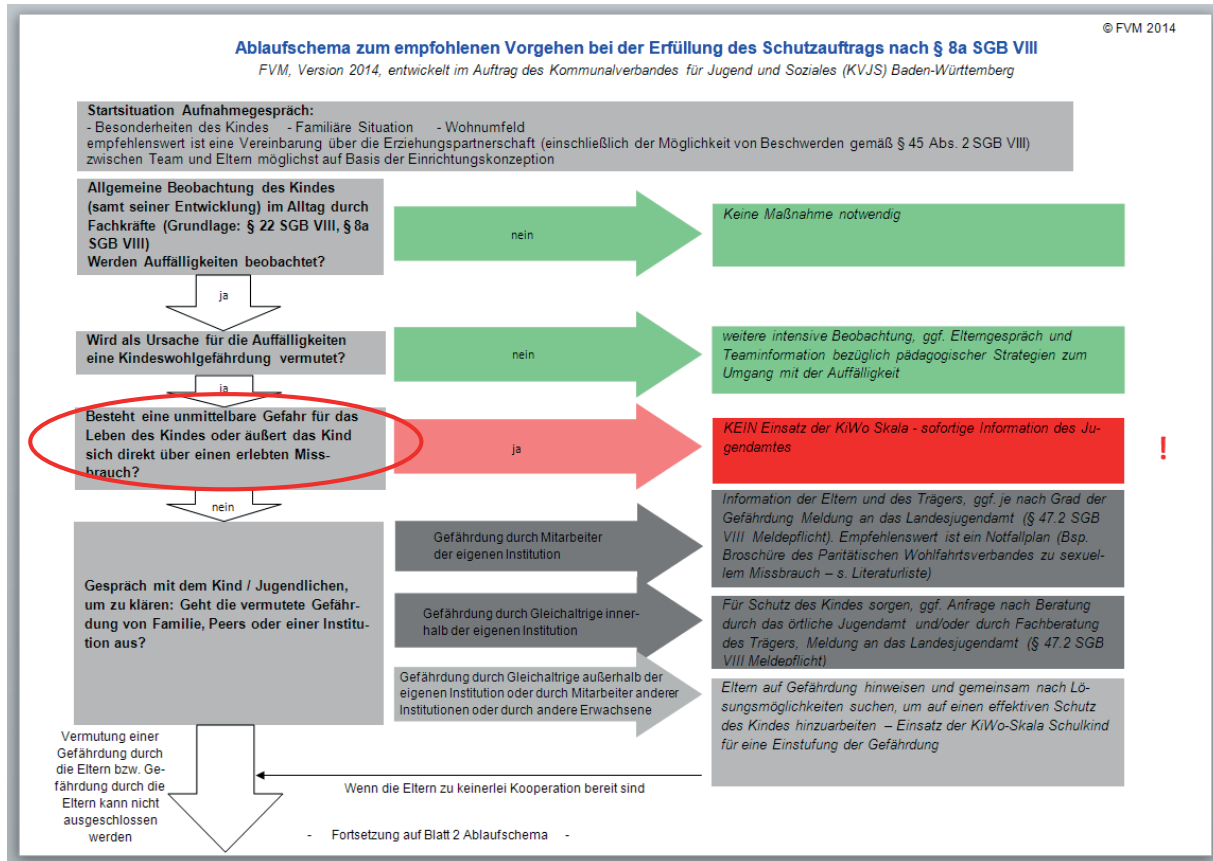 © FVM 2014
Ablaufschema zum empfohlenen Vorgehen bei der Erfüllung des Schutzauftrags nach § 8a SGB VIII
FVM, Version 2014, entwickelt im Auftrag des Kommunalverbandes für Jugend und Soziales (KVJS) Baden-Württemberg
Startsituation Aufnahmegespräch:
- Besonderheiten des Kindes - Familiäre Situation - Wohnumfeld
empfehlenswert ist eine Vereinbarung über die Erziehungspartnerschaft (einschließlich der Möglichkeit von Beschwerden gemäß § 45 Abs. 2 SGB VIII)
zwischen Team und Eltern möglichst auf Basis der Einrichtungskonzeption
Allgemeine Beobachtung des Kindes
(samt seiner Entwicklung) im Alltag durch
Fachkräfte (Grundlage: § 22 SGB VIII, § 8a
SGB VIII)
Werden Auffälligkeiten beobachtet?
nein
Keine Maßnahme notwendig
ja
Wird als Ursache für die Auffälligkeiten
eine Kindeswohlgefährdung vermutet?
nein
weitere intensive Beobachtung, ggf. Elterngespräch und
Teaminformation bezüglich pädagogischer Strategien zum
Umgang mit der Auffälligkeit
ja
Besteht eine unmittelbare Gefahr für das
Leben des Kindes oder äußert das Kind
sich direkt über einen erlebten Miss-
brauch?
ja
KEIN Einsatz der KiWo Skala - sofortige Information des Ju-
gendamtes
!
nein
Gespräch mit dem Kind / Jugendlichen,
um zu klären: Geht die vermutete Gefähr-
dung von Familie, Peers oder einer Institu-
tion aus?
Gefährdung durch Mitarbeiter
der eigenen Institution
Information der Eltern und des Trägers, ggf. je nach Grad der
Gefährdung Meldung an das Landesjugendamt (§ 47.2 SGB
VIII Meldepflicht). Empfehlenswert ist ein Notfallplan (Bsp.
Broschüre des Paritätischen Wohlfahrtsverbandes zu sexuel-
lem Missbrauch – s. Literaturliste)
Gefährdung durch Gleichaltrige inner-
halb der eigenen Institution
Für Schutz des Kindes sorgen, ggf. Anfrage nach Beratung
durch das örtliche Jugendamt und/oder durch Fachberatung
des Trägers, Meldung an das Landesjugendamt (§ 47.2 SGB
VIII Meldepflicht)
Gefährdung durch Gleichaltrige außerhalb der
eigenen Institution oder durch Mitarbeiter anderer
Institutionen oder durch andere Erwachsene
Eltern auf Gefährdung hinweisen und gemeinsam nach Lö-
sungsmöglichkeiten suchen, um auf einen effektiven Schutz
des Kindes hinzuarbeiten – Einsatz der KiWo-Skala Schulkind
für eine Einstufung der Gefährdung
Vermutung einer
Gefährdung durch
die Eltern bzw. Ge-
fährdung durch die
Eltern kann nicht
ausgeschlossen
werden
Wenn die Eltern zu keinerlei Kooperation bereit sind
- Fortsetzung auf Blatt 2 Ablaufschema -